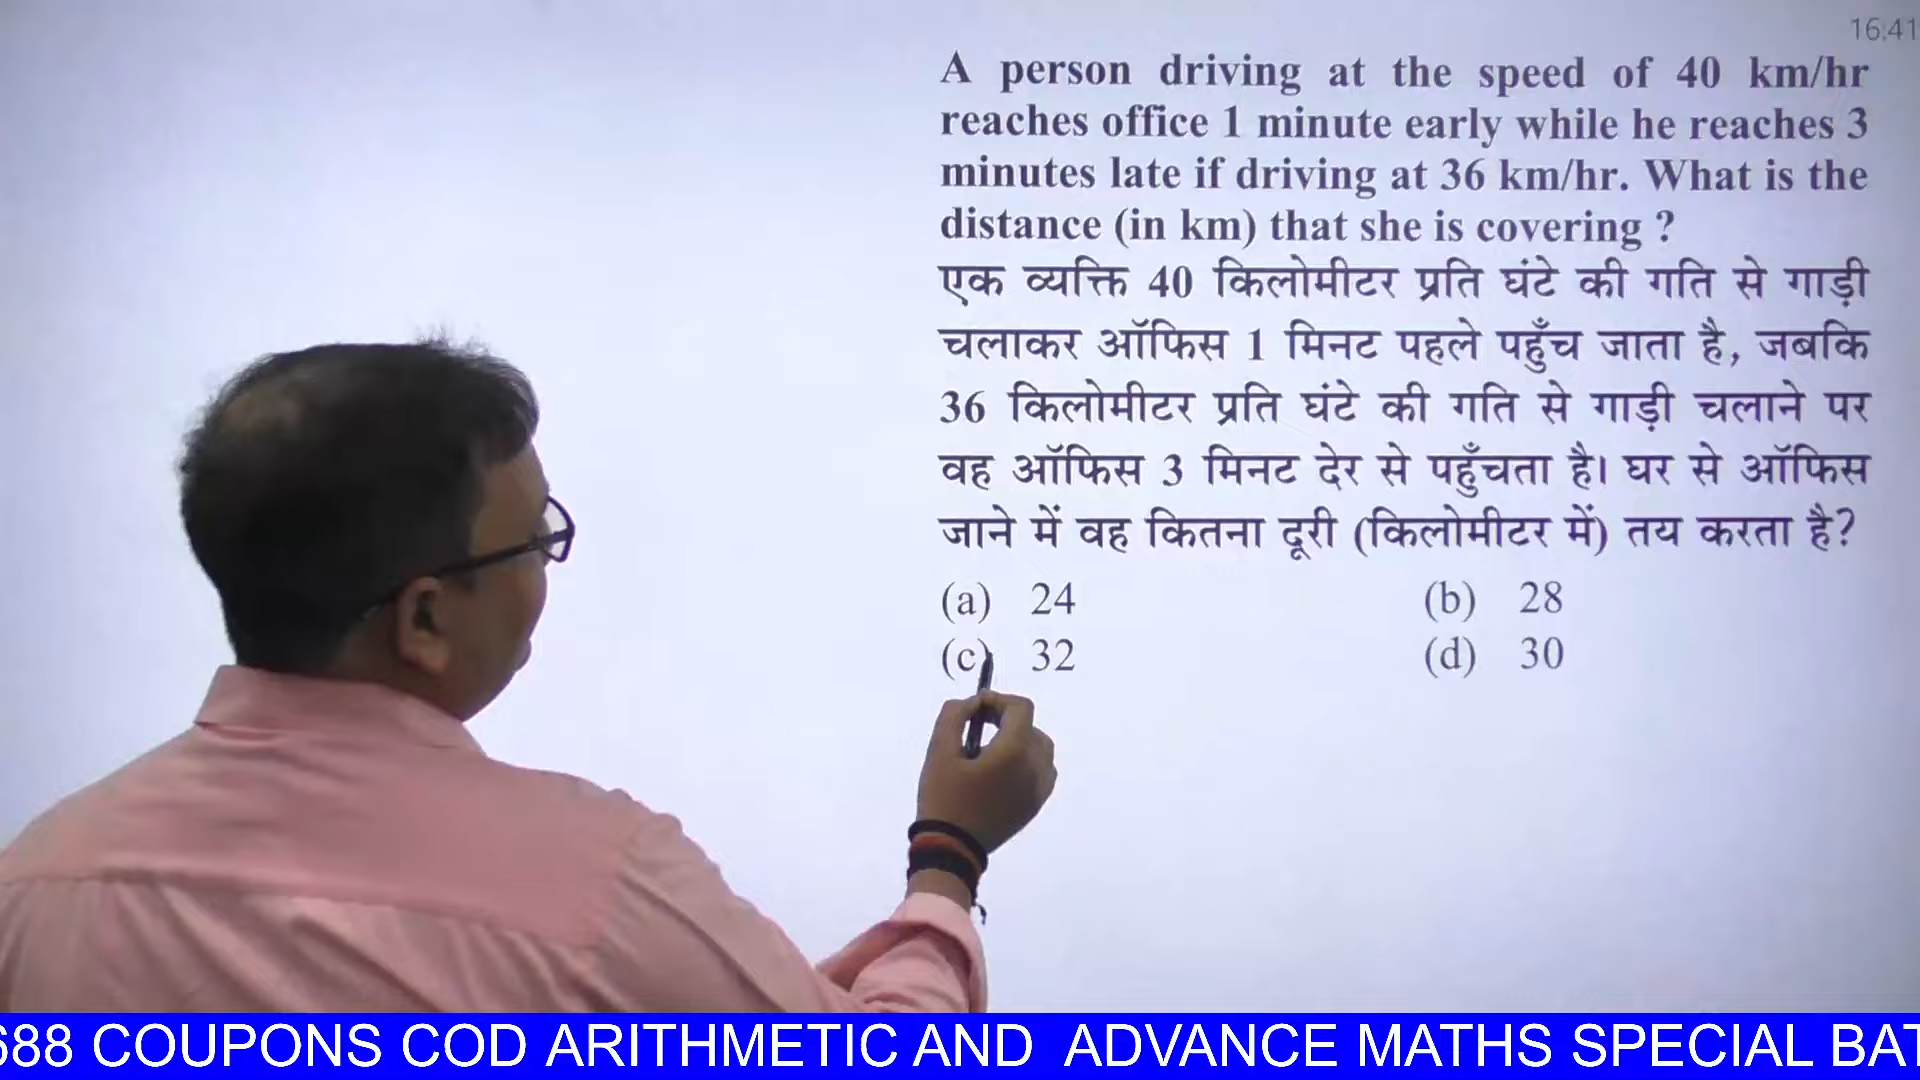 16:41
A person driving at the speed of 40 km/hr
reaches office 1 minute early while he reaches 3
minutes late if driving at 36 km/hr. What is the
distance (in km) that she is covering ?
एक व्यक्ति 40 किलोमीटर प्रति घंटे की गति से गाड़ी
चलाकर ऑफिस 1 मिनट पहले पहुँच जाता है, जबकि
36 किलोमीटर प्रति घंटे की गति से गाड़ी चलाने पर
वह ऑफिस 3 मिनट देर से पहुँचता है। घर से ऑफिस
जाने में वह कितना दूरी (किलोमीटर में) तय करता है?
(a) 24 (b) 28
(c) 32 (d) 30
688 COUPONS COD ARITHMETIC AND ADVANCE MATHS SPECIAL BAT